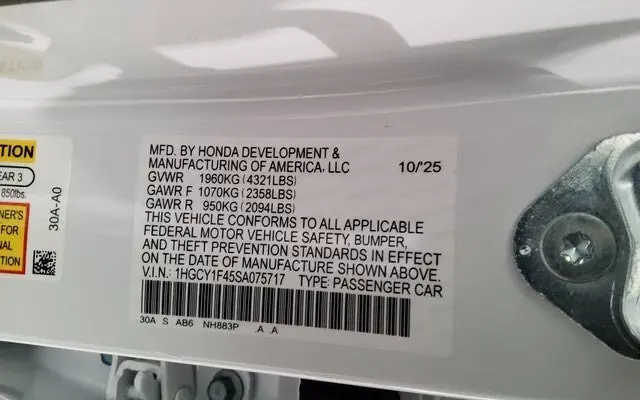 TION
EAR 3
850lbs.
NER'S
FOR
NAL
TION
30A-A0
MFD. BY HONDA DEVELOPMENT &
MANUFACTURING OF AMERICA, LLC 10/'25
GVWR 1960KG (4321LBS)
GAWR F 1070KG (2358LBS)
GAWR R 950KG (2094LBS)
THIS VEHICLE CONFORMS TO ALL APPLICABLE
FEDERAL MOTOR VEHICLE SAFETY, BUMPER,
AND THEFT PREVENTION STANDARDS IN EFFECT
ON THE DATE OF MANUFACTURE SHOWN ABOVE.
V.I.N.: 1HGCY1F45SA075717 TYPE: PASSENGER CAR
30A S AB6 NH883P .A .A